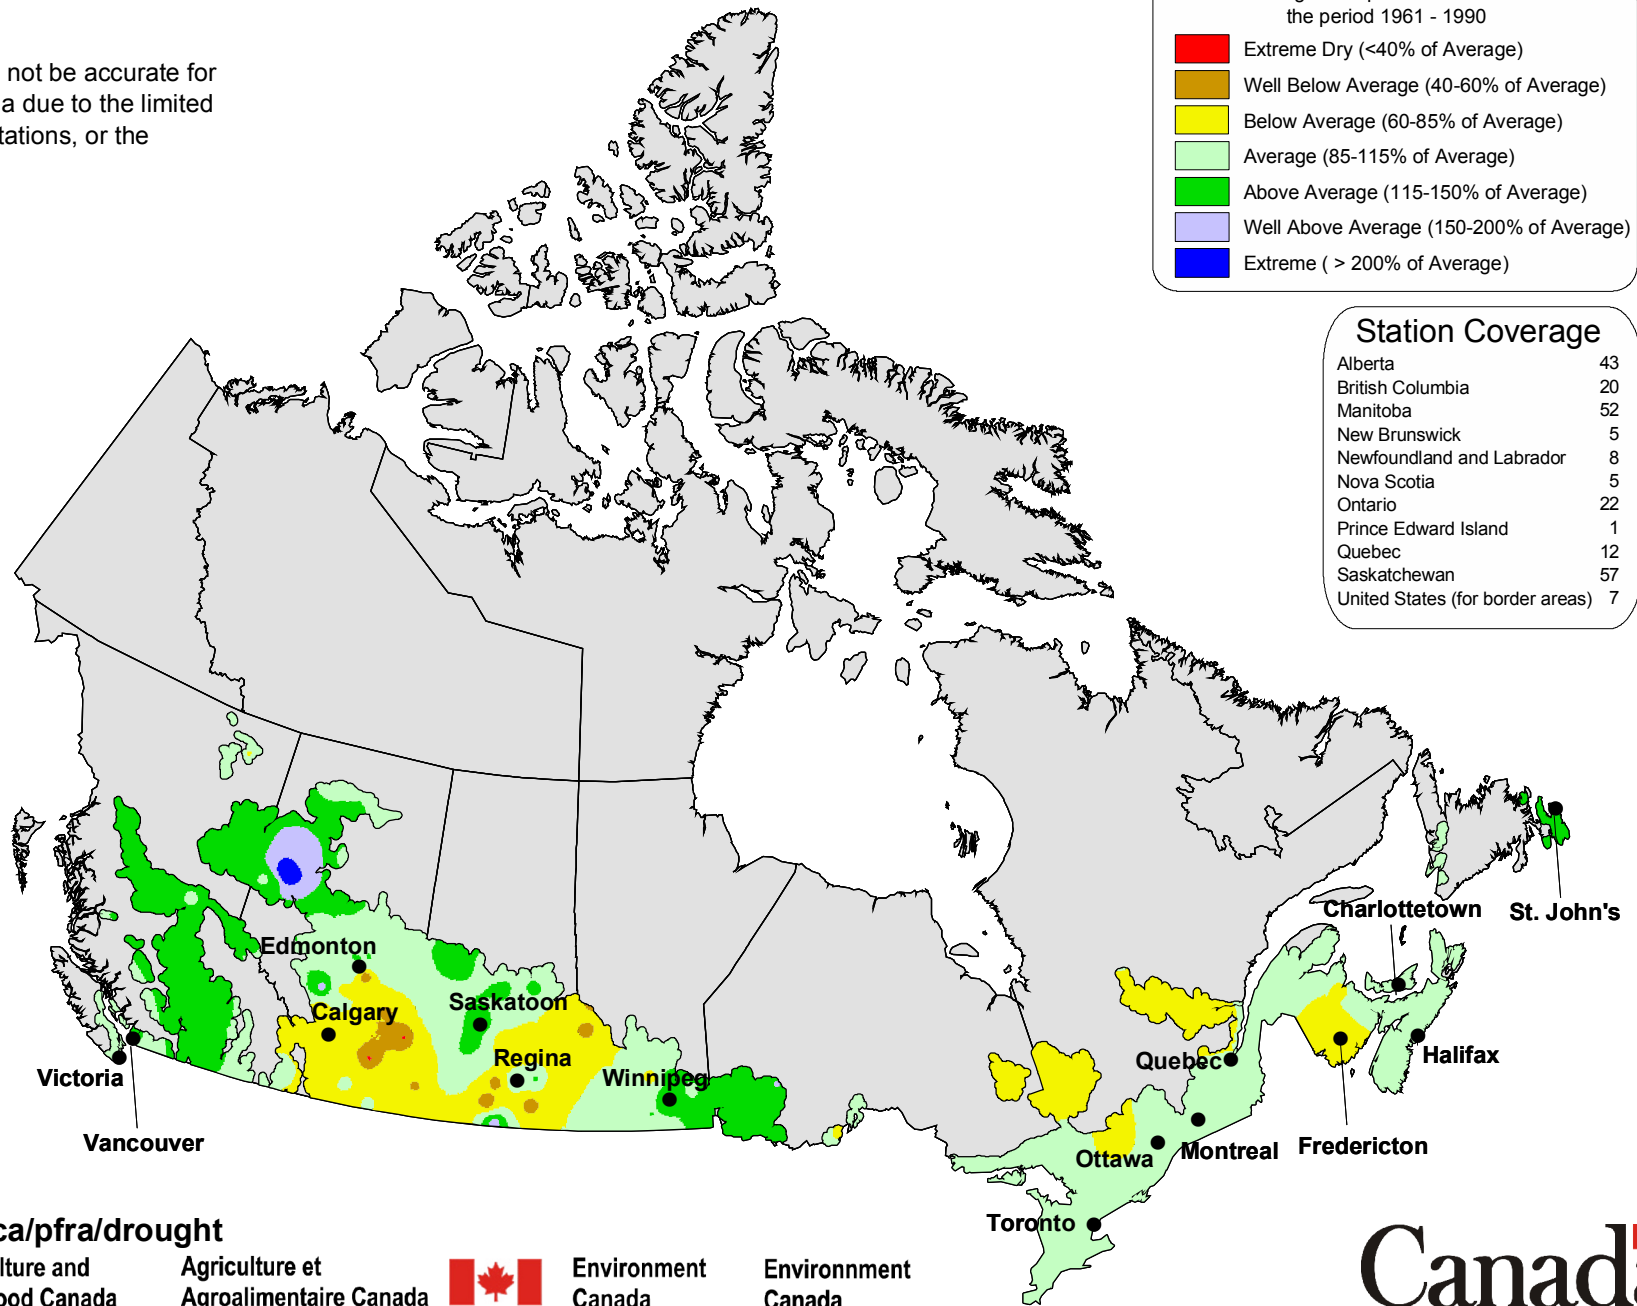 not be accurate for
a due to the limited
tations, or the
the period 1961 - 1990
Extreme Dry (<40% of Average)
Well Below Average (40-60% of Average)
Below Average (60-85% of Average)
Average (85-115% of Average)
Above Average (115-150% of Average)
Well Above Average (150-200% of Average)
Extreme ( > 200% of Average)
Station Coverage
Alberta 43
British Columbia 20
Manitoba 52
New Brunswick 5
Newfoundland and Labrador 8
Nova Scotia 5
Ontario 22
Prince Edward Island 1
Quebec 12
Saskatchewan 57
United States (for border areas) 7
Charlottetown
St. John's
Edmonton
Calgary
Saskatoon
Regina
Winnipeg
Quebec
Halifax
Victoria
Vancouver
Ottawa
Montreal
Fredericton
Toronto
ca/pfra/drought
lture and
ood Canada
Agriculture et
Agroalimentaire Canada
Environment
Canada
Environnment
Canada
Canada